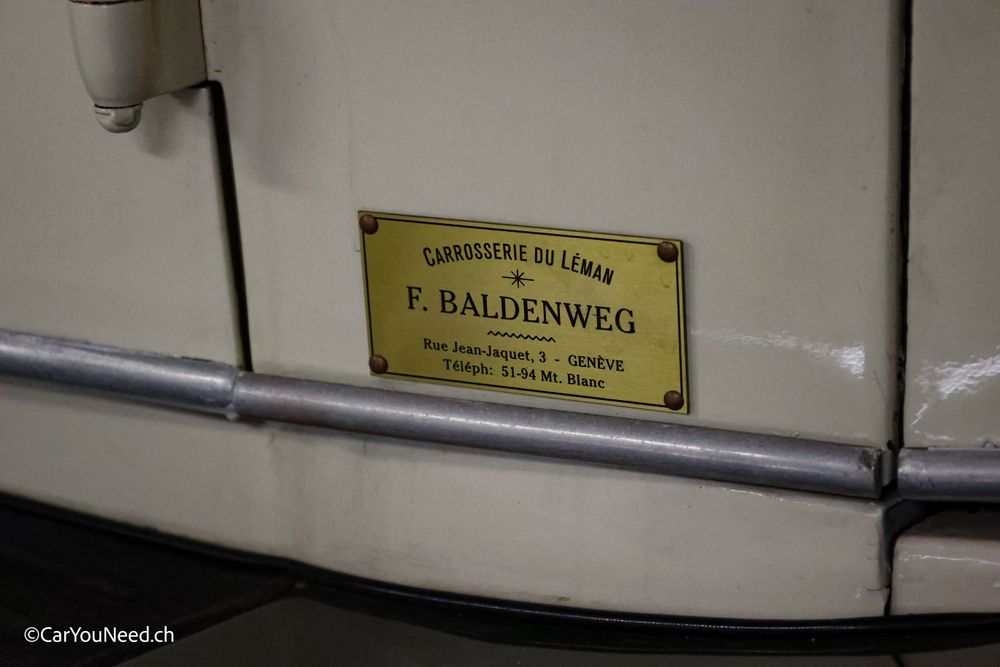 CARROSSERIE DU LÉMAN
F. BALDENWEG
Rue Jean-Jaquet, 3 - GENÈVE
Téléph: 51-94 Mt. Blanc
©CarYouNeed.ch